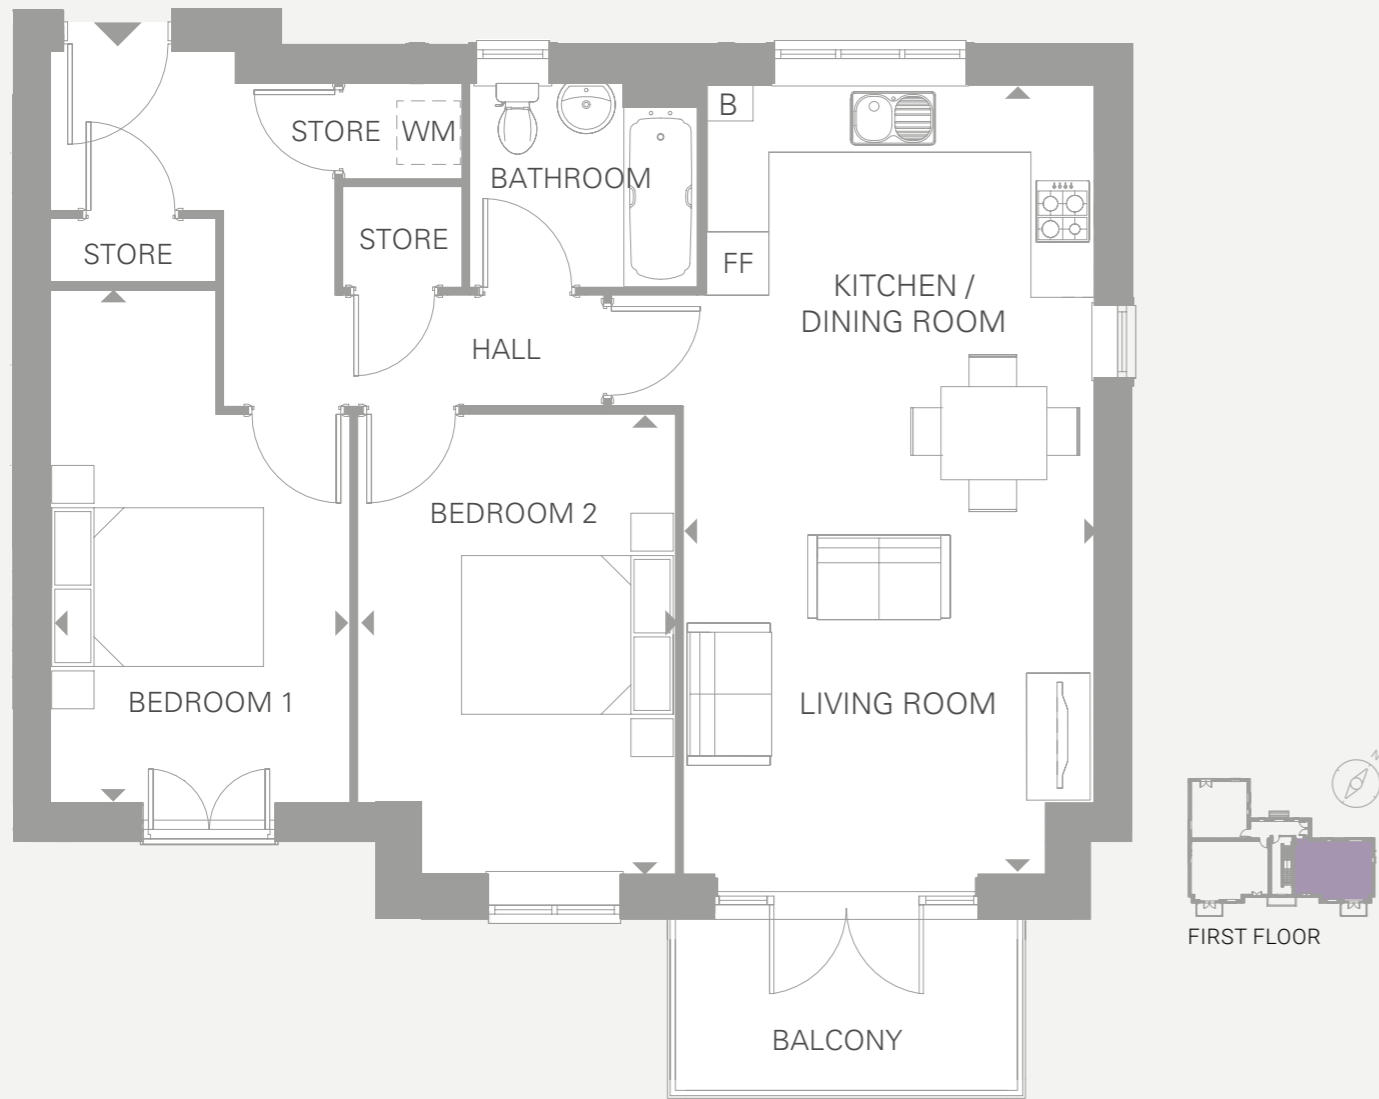 B
STORE WM
BATHROOM
STORE
STORE
FF
KITCHEN /
DINING ROOM
HALL
BEDROOM 2
BEDROOM 1
LIVING ROOM
N
FIRST FLOOR
BALCONY